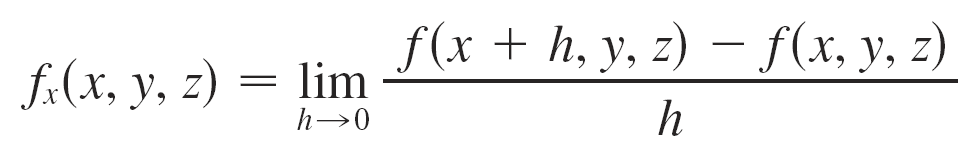 fₓ(x, y, z) = lim h→0 f(x + h, y, z) − f(x, y, z) / h